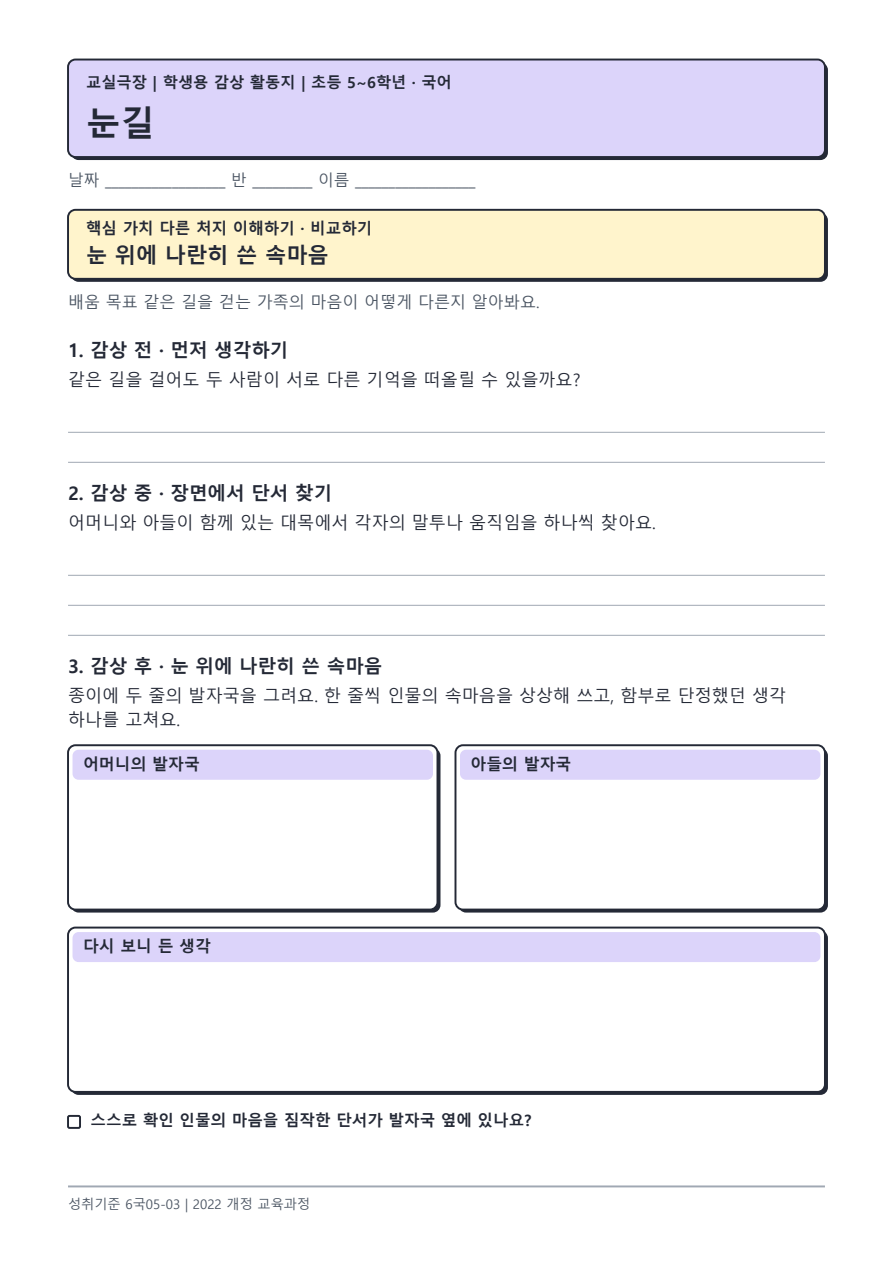 교실극장 | 학생용 감상 활동지 | 초등 5~6학년 · 국어
눈길
날짜 _______________ 반 _______ 이름 _______________
핵심 가치 다른 처지 이해하기 · 비교하기
눈 위에 나란히 쓴 속마음
배움 목표 같은 길을 걷는 가족의 마음이 어떻게 다른지 알아봐요.
1. 감상 전 · 먼저 생각하기
같은 길을 걸어도 두 사람이 서로 다른 기억을 떠올릴 수 있을까요?
2. 감상 중 · 장면에서 단서 찾기
어머니와 아들이 함께 있는 대목에서 각자의 말투나 움직임을 하나씩 찾아요.
3. 감상 후 · 눈 위에 나란히 쓴 속마음
종이에 두 줄의 발자국을 그려요. 한 줄씩 인물의 속마음을 상상해 쓰고, 함부로 단정했던 생각
하나를 고쳐요.
어머니의 발자국
아들의 발자국
다시 보니 든 생각
스스로 확인 인물의 마음을 짐작한 단서가 발자국 옆에 있나요?
성취기준 6국05-03 | 2022 개정 교육과정